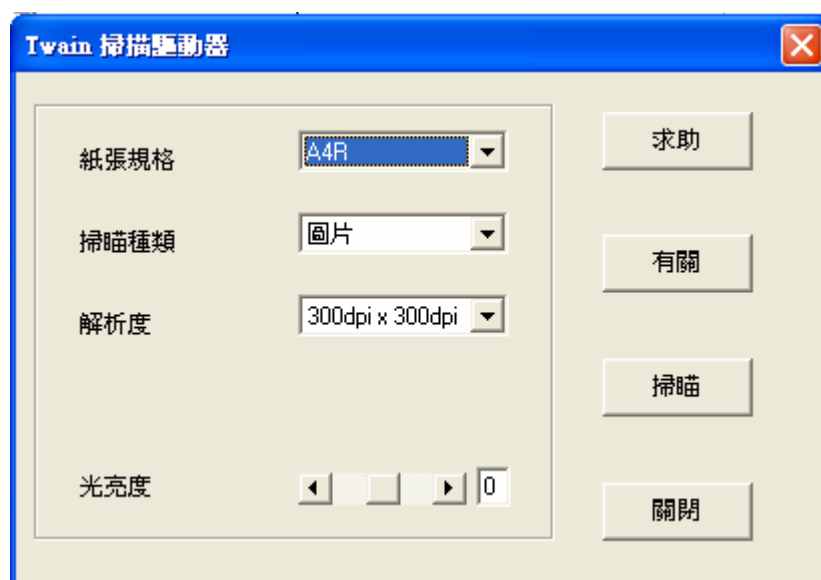 Twain 掃描驅動器
紙張規格 A4R
掃瞄種類 圖片
解析度 300dpi x 300dpi
光亮度 0
求助
有關
掃瞄
關閉